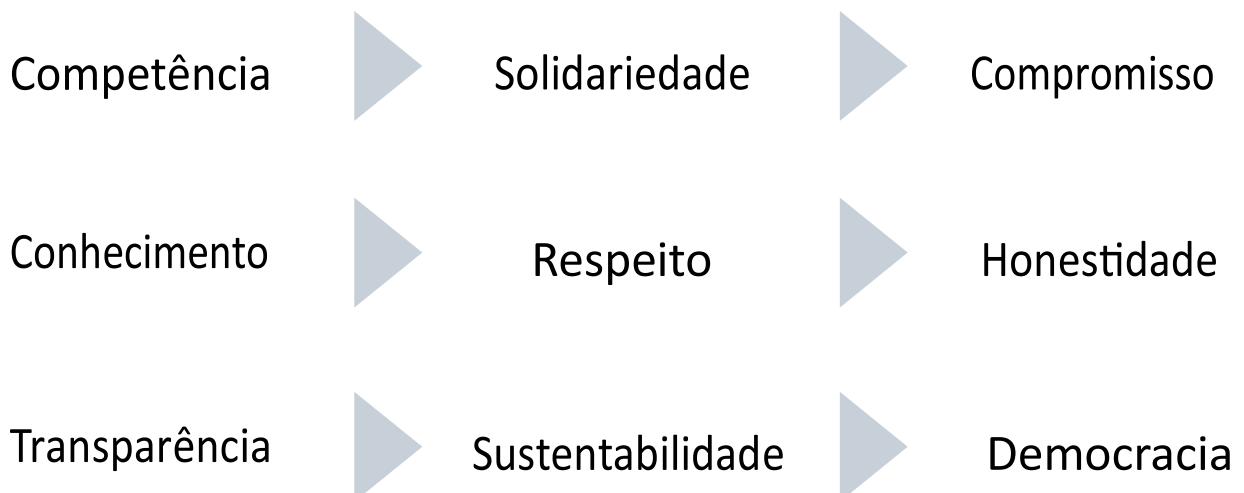 Competência Solidariedade Compromisso
Conhecimento Respeito Honestidade
Transparência Sustentabilidade Democracia